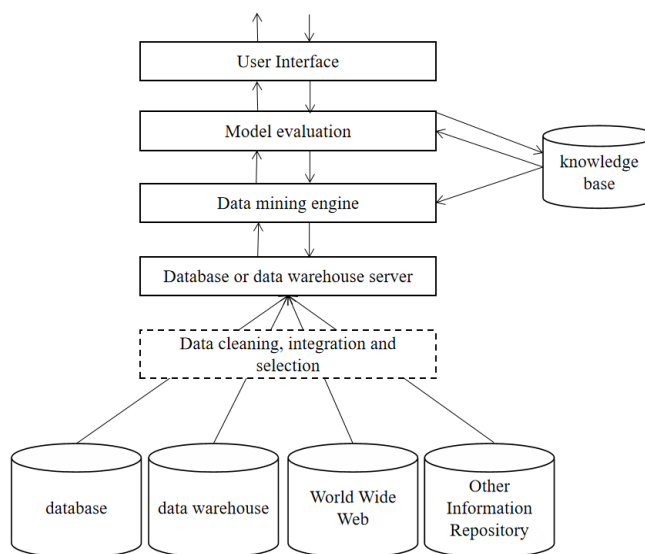 User Interface
Model evaluation
knowledge
base
Data mining engine
Database or data warehouse server
Data cleaning, integration and
selection
database
data warehouse
World Wide
Web
Other
Information
Repository